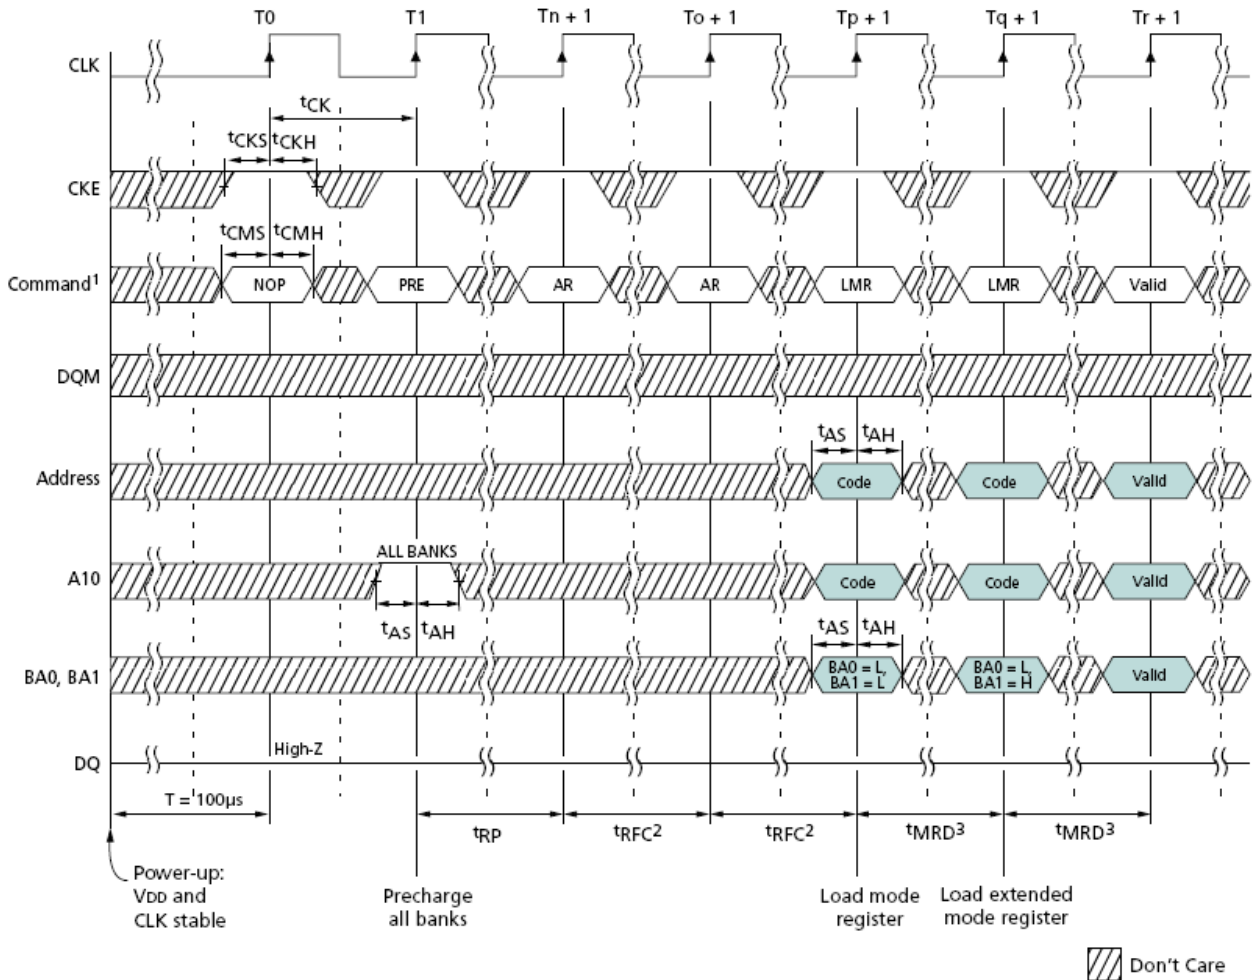 T0 T1 Tn + 1 To + 1 Tp + 1 Tq + 1 Tr + 1
CLK
tCK
tCKS tCKH
CKE
tCMS tCMH
Command1 NOP PRE AR AR LMR LMR Valid
DQM
tAS tAH
Address Code Code Valid
ALL BANKS
A10 Code Code Valid
tAS tAH tAS tAH
BA0, BA1 BA0 = L, BA0 = L, Valid
BA1 = L BA1 = H
High-Z
DQ
T = 100µs
tRP tRFC2 tRFC2 tMRD3 tMRD3
Power-up:
VDD and
CLK stable
Precharge
all banks
Load mode
register
Load extended
mode register
Don't Care